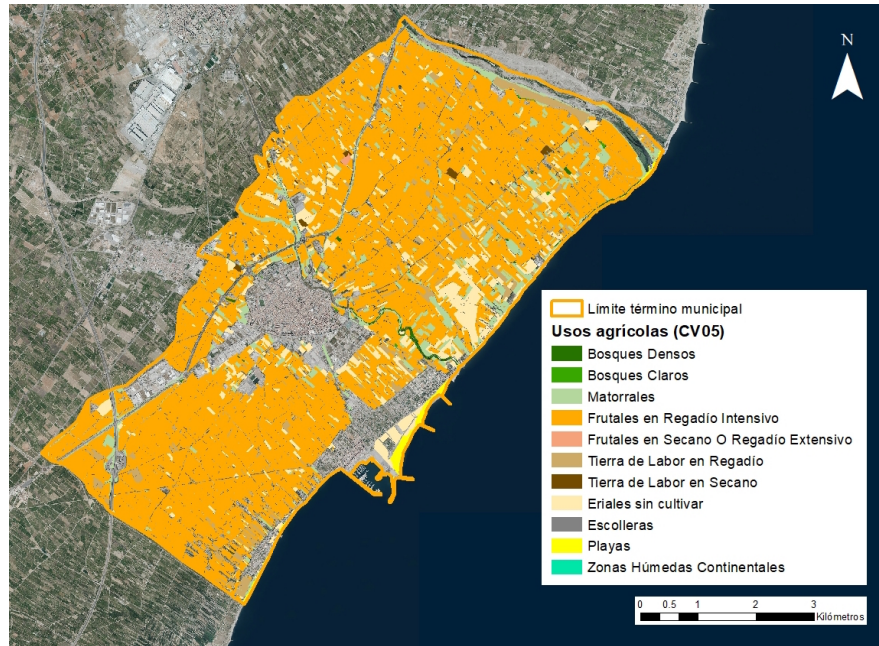 N
Límite término municipal
Usos agrícolas (CV05)
Bosques Densos
Bosques Claros
Matorrales
Frutales en Regadío Intensivo
Frutales en Secano O Regadío Extensivo
Tierra de Labor en Regadío
Tierra de Labor en Secano
Eriales sin cultivar
Escolleras
Playas
Zonas Húmedas Continentales
0 0.5 1 2 3
Kilómetros